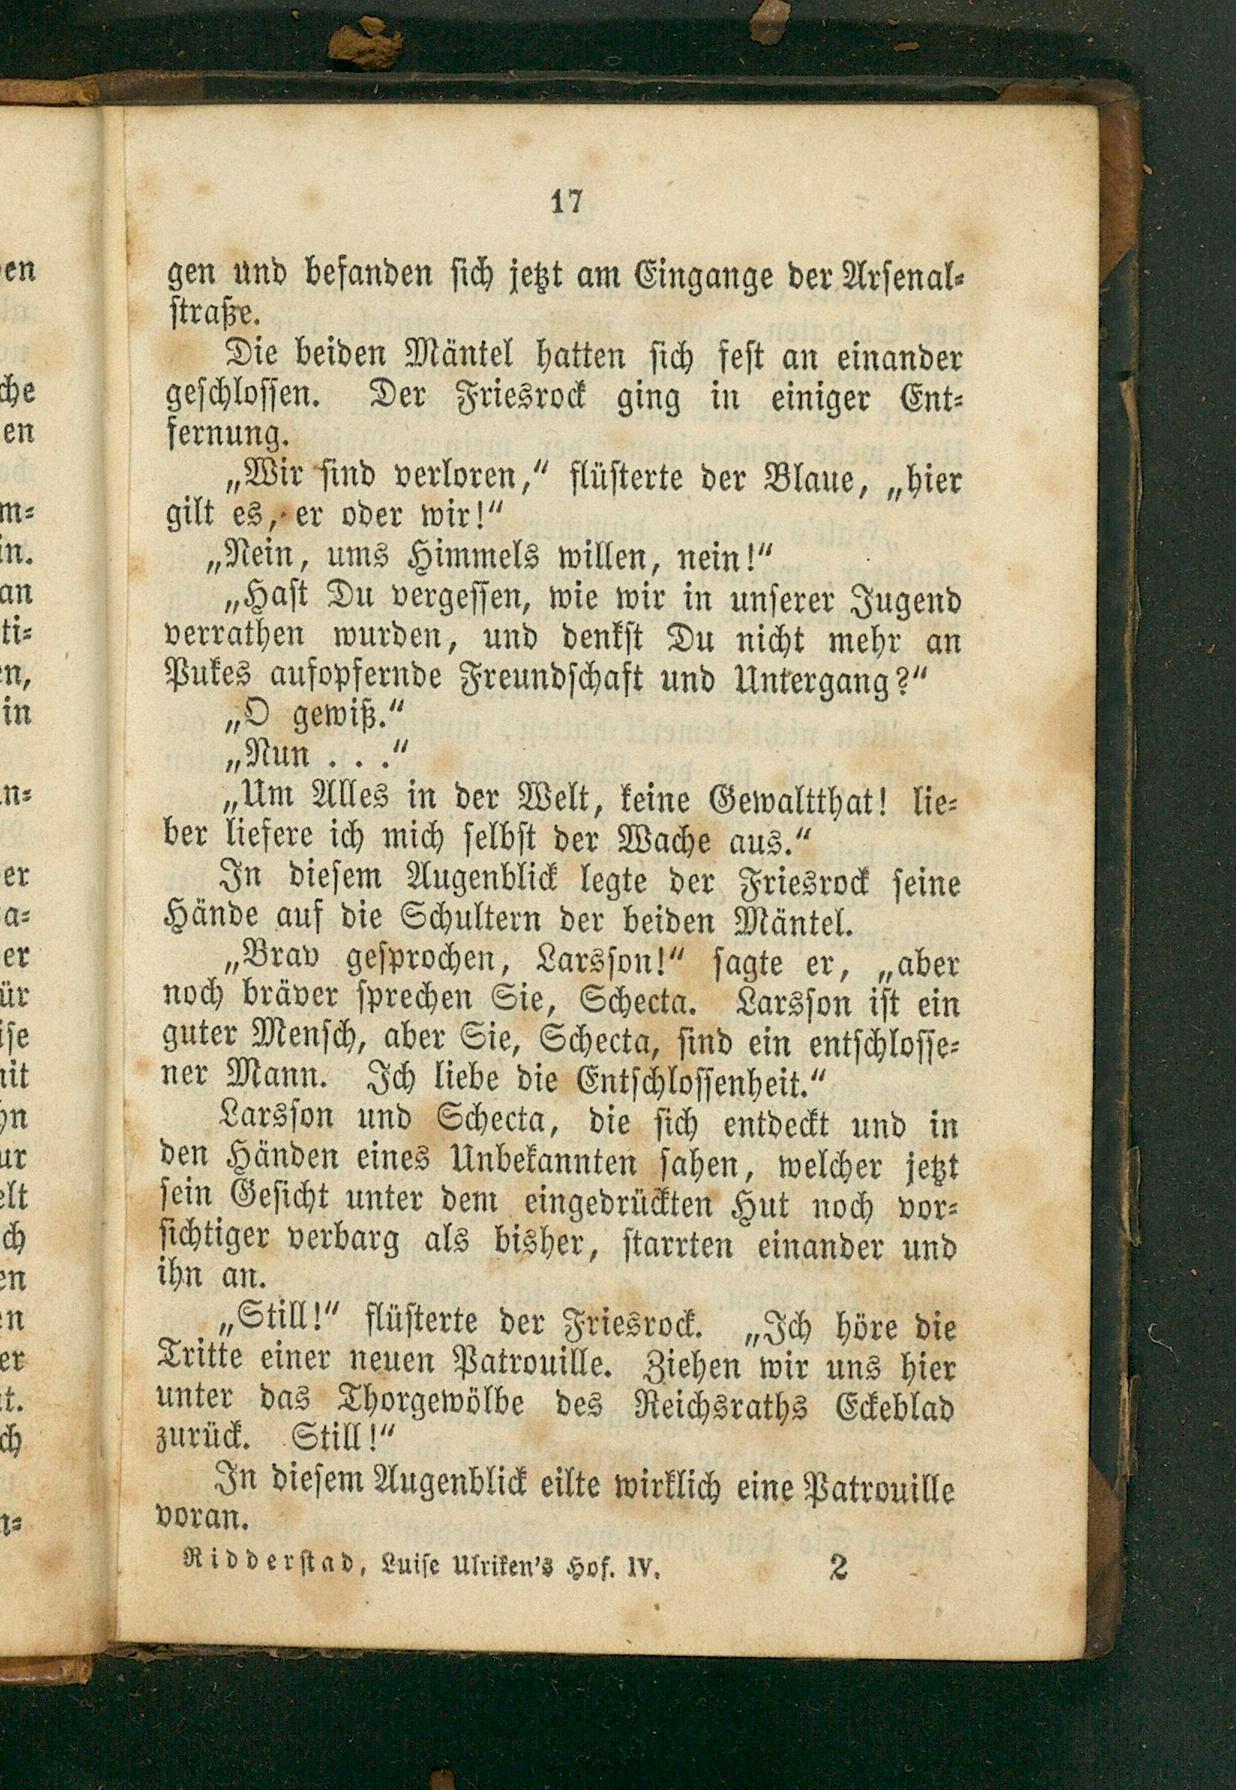 17
gen und befanden sich jetzt am Eingange der Arsenal-
straße.
Die beiden Mäntel hatten sich fest an einander
geschlossen. Der Friesrock ging in einiger Ent-
fernung.
„Wir sind verloren,“ flüsterte der Blaue, „hier
gilt es, er oder wir!“
„Nein, ums Himmels willen, nein!“
„Hast Du vergessen, wie wir in unserer Jugend
verrathen wurden, und denkst Du nicht mehr an
Pukes aufopfernde Freundschaft und Untergang?“
„O gewiß.“
„Nun . . .“
„Um Alles in der Welt, keine Gewaltthat! lie-
ber liefere ich mich selbst der Wache aus.“
In diesem Augenblick legte der Friesrock seine
Hände auf die Schultern der beiden Mäntel.
„Brav gesprochen, Larsson!“ sagte er, „aber
noch bräver sprechen Sie, Schecta. Larsson ist ein
guter Mensch, aber Sie, Schecta, sind ein entschlosse-
ner Mann. Ich liebe die Entschlossenheit.“
Larsson und Schecta, die sich entdeckt und in
den Händen eines Unbekannten sahen, welcher jetzt
sein Gesicht unter dem eingedrückten Hut noch vor-
sichtiger verbarg als bisher, starrten einander und
ihn an.
„Still!“ flüsterte der Friesrock. „Ich höre die
Tritte einer neuen Patrouille. Ziehen wir uns hier
unter das Thorgewölbe des Reichsraths Eckeblad
zurück. Still!“
In diesem Augenblick eilte wirklich eine Patrouille
voran.
Ridderstad, Luise Ulriken's Hof. IV. 2